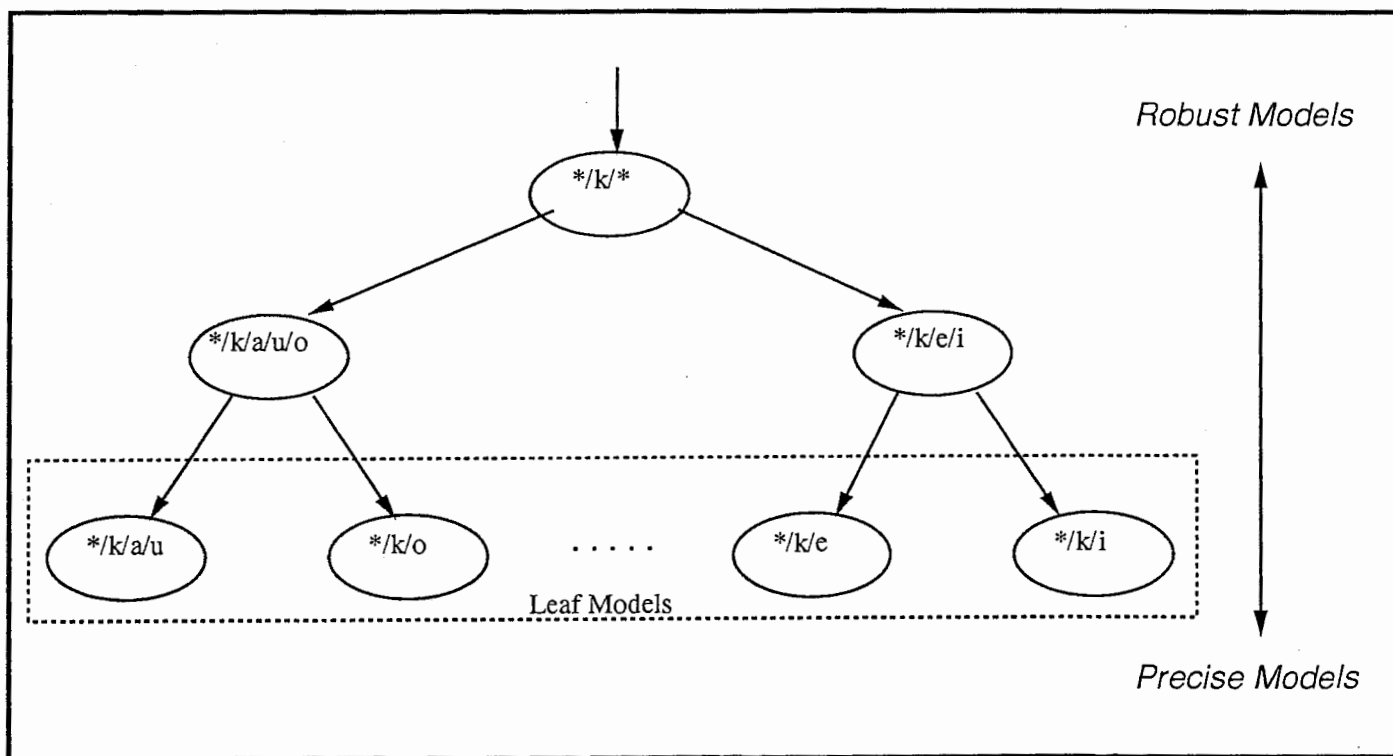 Robust Models
*/k/*
*/k/a/u/o
*/k/e/i
*/k/a/u
*/k/o
. . . . .
*/k/e
*/k/i
Leaf Models
Precise Models